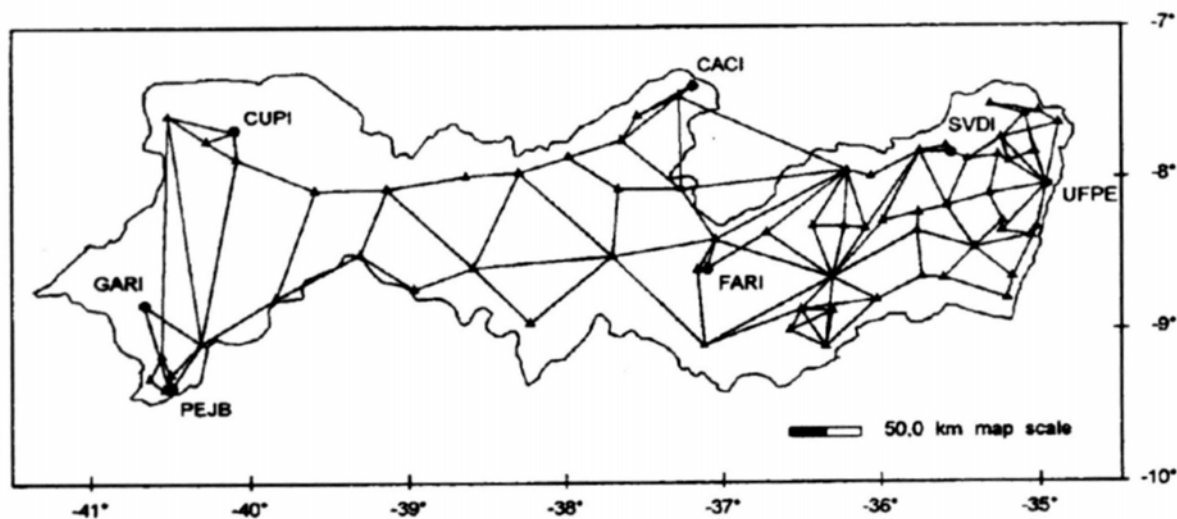 -7°
CACI
CUPI
SVDI
-8°
UFPE
GARI
FARI
-9°
PEJB
50.0 km map scale
-10°
-41° -40° -39° -38° -37° -36° -35°